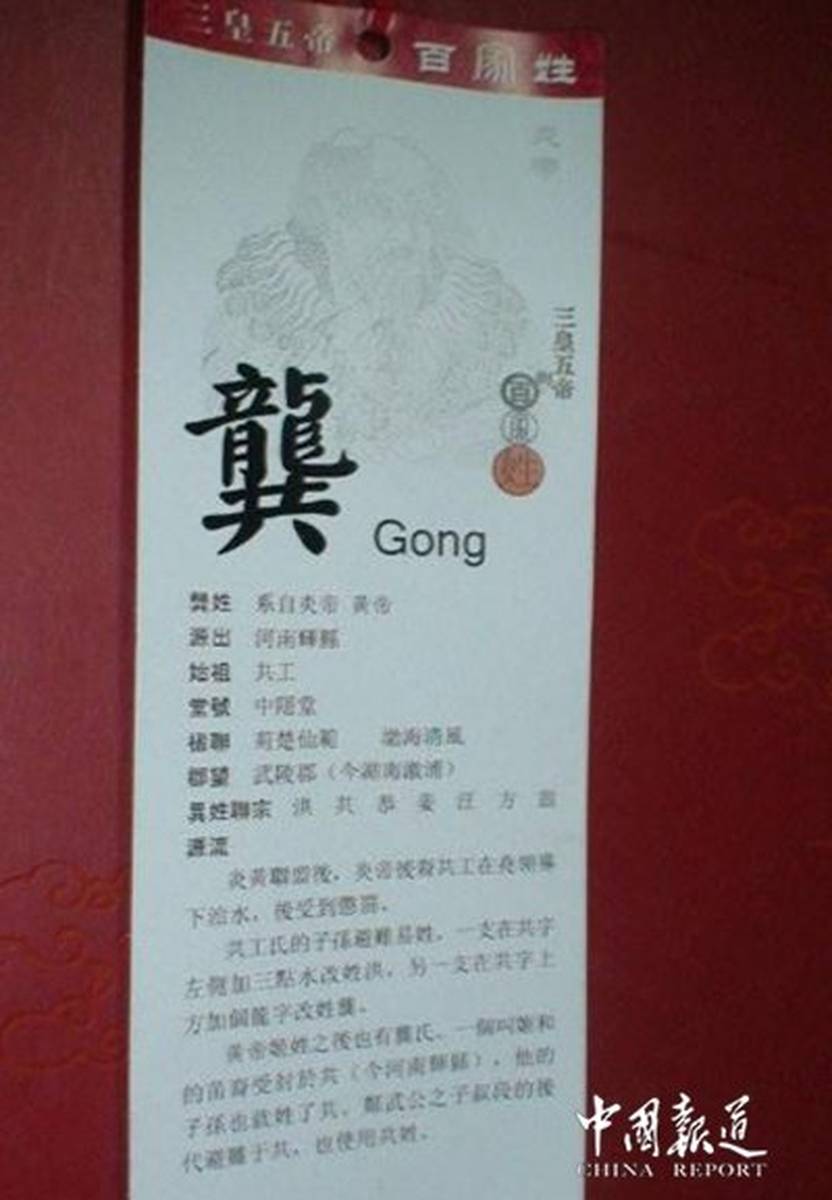 三皇五帝 百家姓
炎帝
三皇五帝
與
百家姓
龔
Gong
龔姓 系自炎帝 黃帝
源出 河南輝縣
始祖 共工
堂號 中隱堂
楹聯 荊楚仙範 渤海清風
郡望 武陵郡（今湖南漵浦）
異姓聯宗 洪 共 恭 姜 汪 方
源流
炎黃聯盟後，炎帝後裔共工在堯領導
下治水，後受到懲罰。
共工氏的子孫避難易姓，一支在共字
左側加三點水改姓洪，另一支在共字上
方加個龍字改姓龔。
黃帝姬姓之後也有龔氏。一個叫姬和
的苗裔受封於共（今河南輝縣），他的
子孫也就姓了共。鄭武公之子叔段的後
代避難于共，也使用共姓。
中國報道
CHINA REPORT